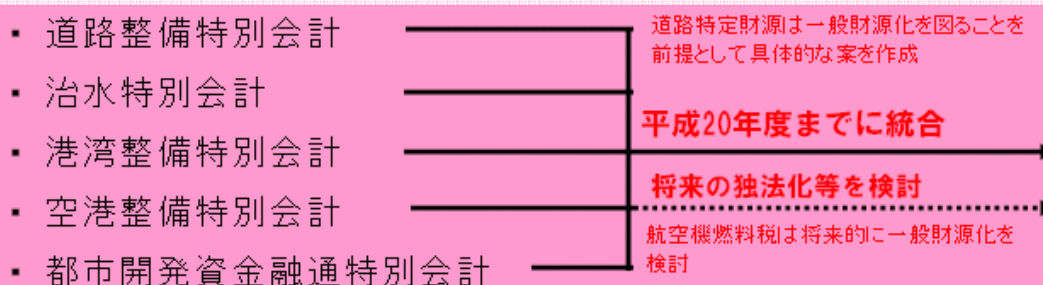 ・ 道路整備特別会計
道路特定財源は一般財源化を図ることを
前提として具体的な案を作成
・ 治水特別会計
平成20年度までに統合
・ 港湾整備特別会計
将来の独法化等を検討
・ 空港整備特別会計
航空機燃料税は将来的に一般財源化を
検討
・ 都市開発資金融通特別会計